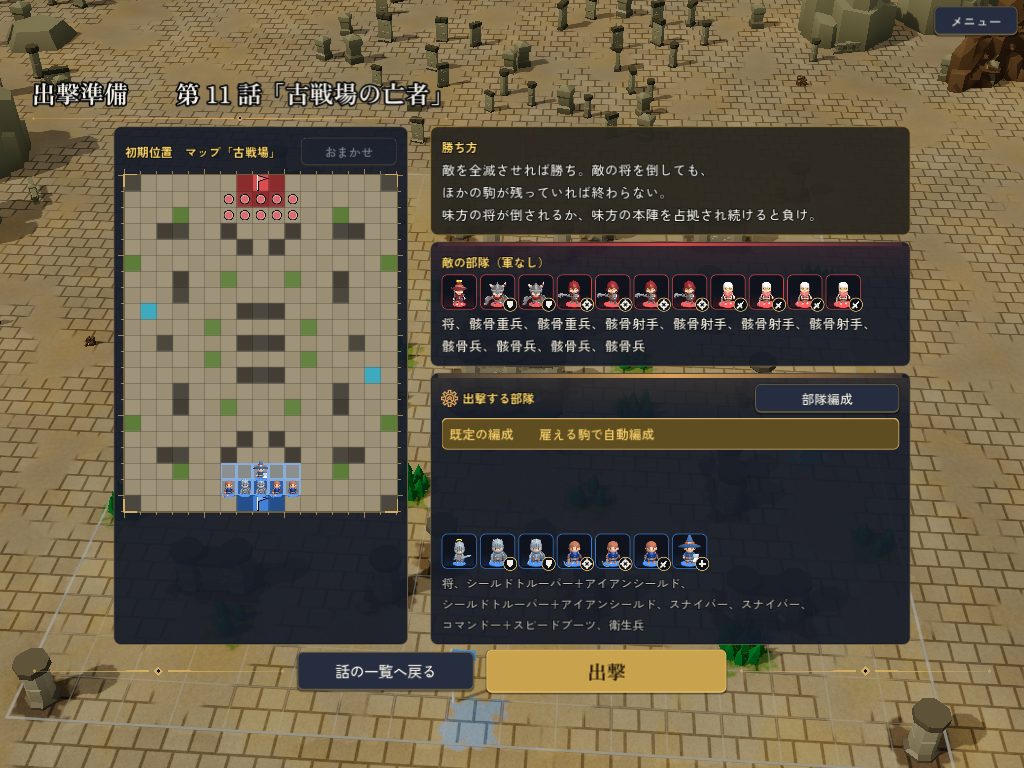 メニュー
出撃準備 第11話「古戦場の亡者」
初期位置 マップ「古戦場」
おまかせ
勝ち方
敵を全滅させれば勝ち。敵の将を倒しても、
ほかの駒が残っていれば終わらない。
味方の将が倒されるか、味方の本陣を占拠され続けると負け。
敵の部隊（軍なし）
将、骸骨重兵、骸骨重兵、骸骨射手、骸骨射手、骸骨射手、骸骨射手、
骸骨兵、骸骨兵、骸骨兵、骸骨兵
出撃する部隊
部隊編成
既定の編成 雇える駒で自動編成
将、シールドトルーパー＋アイアンシールド、
シールドトルーパー＋アイアンシールド、スナイパー、スナイパー、
コマンドー＋スピードブーツ、衛生兵
話の一覧へ戻る
出撃